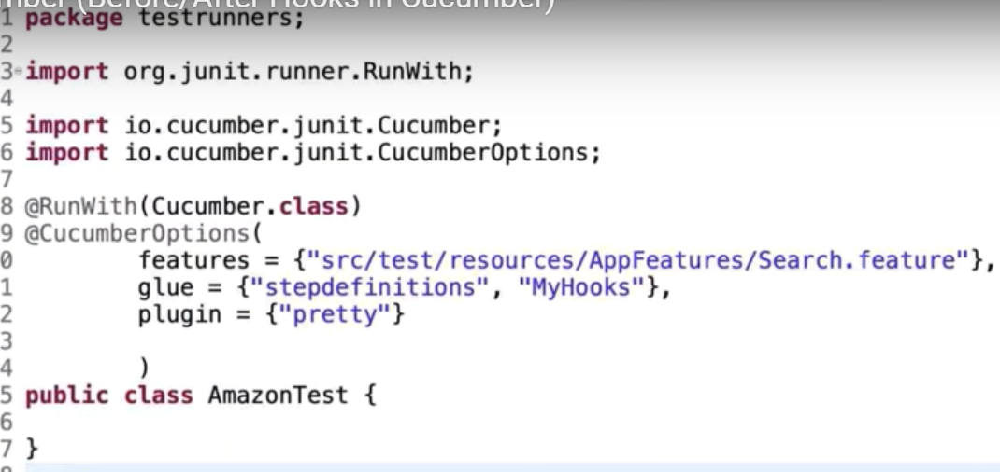 (Before/After Hooks in Cucumber)
1 package testrunners;
2
3 import org.junit.runner.RunWith;
4
5 import io.cucumber.junit.Cucumber;
6 import io.cucumber.junit.CucumberOptions;
7
8 @RunWith(Cucumber.class)
9 @CucumberOptions(
0 features = {"src/test/resources/AppFeatures/Search.feature"},
1 glue = {"stepdefinitions", "MyHooks"},
2 plugin = {"pretty"}
3
4 )
5 public class AmazonTest {
6
7 }